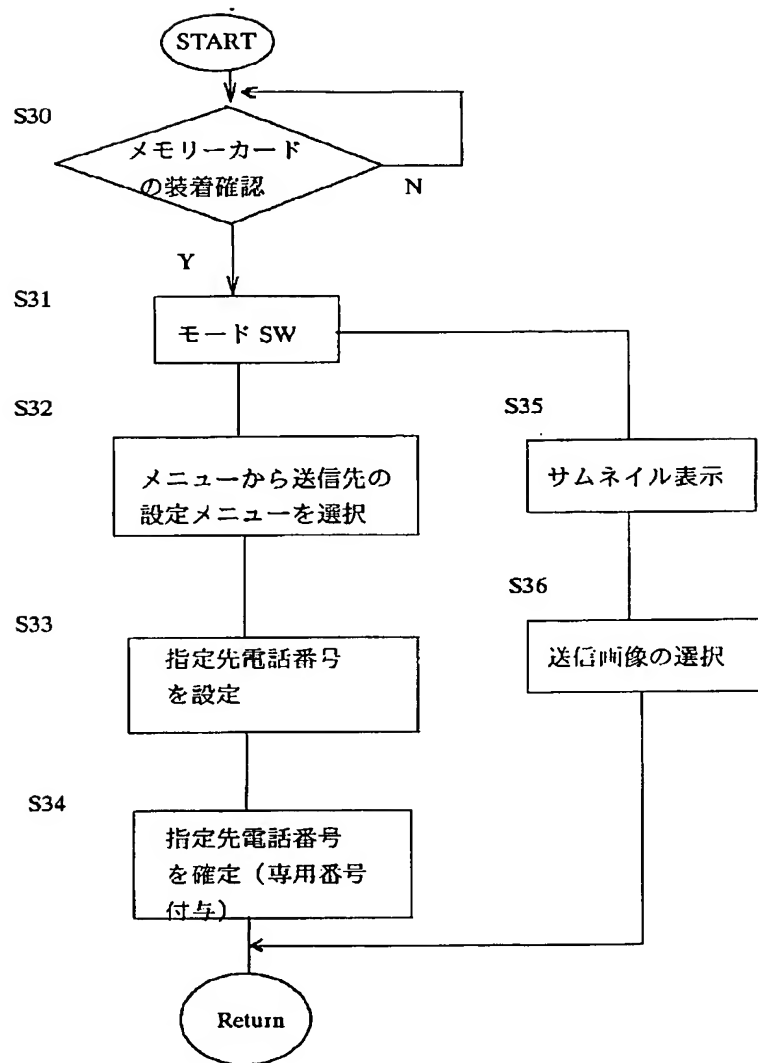 START
S30
メモリーカード
の装着確認
N
Y
S31
モード SW
S32
メニューから送信先の
設定メニューを選択
S33
指定先電話番号
を設定
S34
指定先電話番号
を確定（専用番号
付与）
S35
サムネイル表示
S36
送信画像の選択
Return